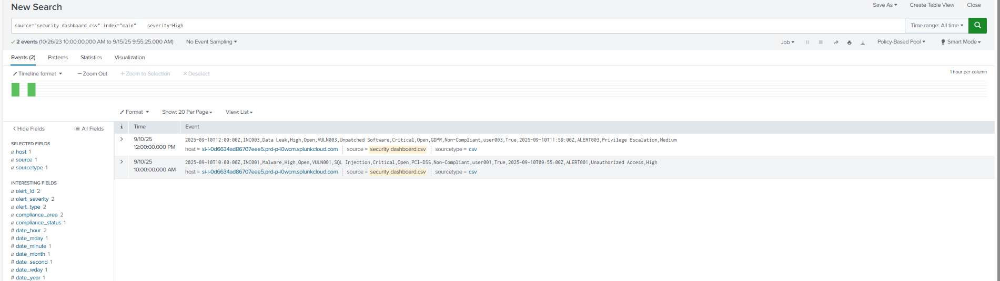 New Search
Save As Create Table View Close
source="security dashboard.csv" index="main" severity=High
Time range: All time
2 events (10/26/23 10:00:00.000 AM to 9/15/25 9:55:25.000 AM) No Event Sampling
Job Policy-Based Pool Smart Mode
Events (2) Patterns Statistics Visualization
Timeline format Zoom Out + Zoom to Selection × Deselect
1 hour per column
Format Show: 20 Per Page View: List
Hide Fields All Fields
i Time Event
SELECTED FIELDS
a host 1
a source 1
a sourcetype 1
INTERESTING FIELDS
a alert_id 2
a alert_severity 2
a alert_type 2
a compliance_area 2
a compliance_status 1
# date_hour 2
# date_mday 1
# date_minute 1
a date_month 1
# date_second 1
a date_wday 1
# date_year 1
9/10/25
12:00:00.000 PM
2025-09-10T12:00:00Z,INC003,Data Leak,High,Open,VULN003,Unpatched Software,Critical,Open,GDPR,Non-Compliant,user003,True,2025-09-10T11:59:00Z,ALERT003,Privilege Escalation,Medium
host = si-i-0d6634ad86707eee5.prd-p-i0wcm.splunkcloud.com source = security dashboard.csv sourcetype = csv
9/10/25
10:00:00.000 AM
2025-09-10T10:00:00Z,INC001,Malware,High,Open,VULN001,SQL Injection,Critical,Open,PCI-DSS,Non-Compliant,user001,True,2025-09-10T09:55:00Z,ALERT001,Unauthorized Access,High
host = si-i-0d6634ad86707eee5.prd-p-i0wcm.splunkcloud.com source = security dashboard.csv sourcetype = csv